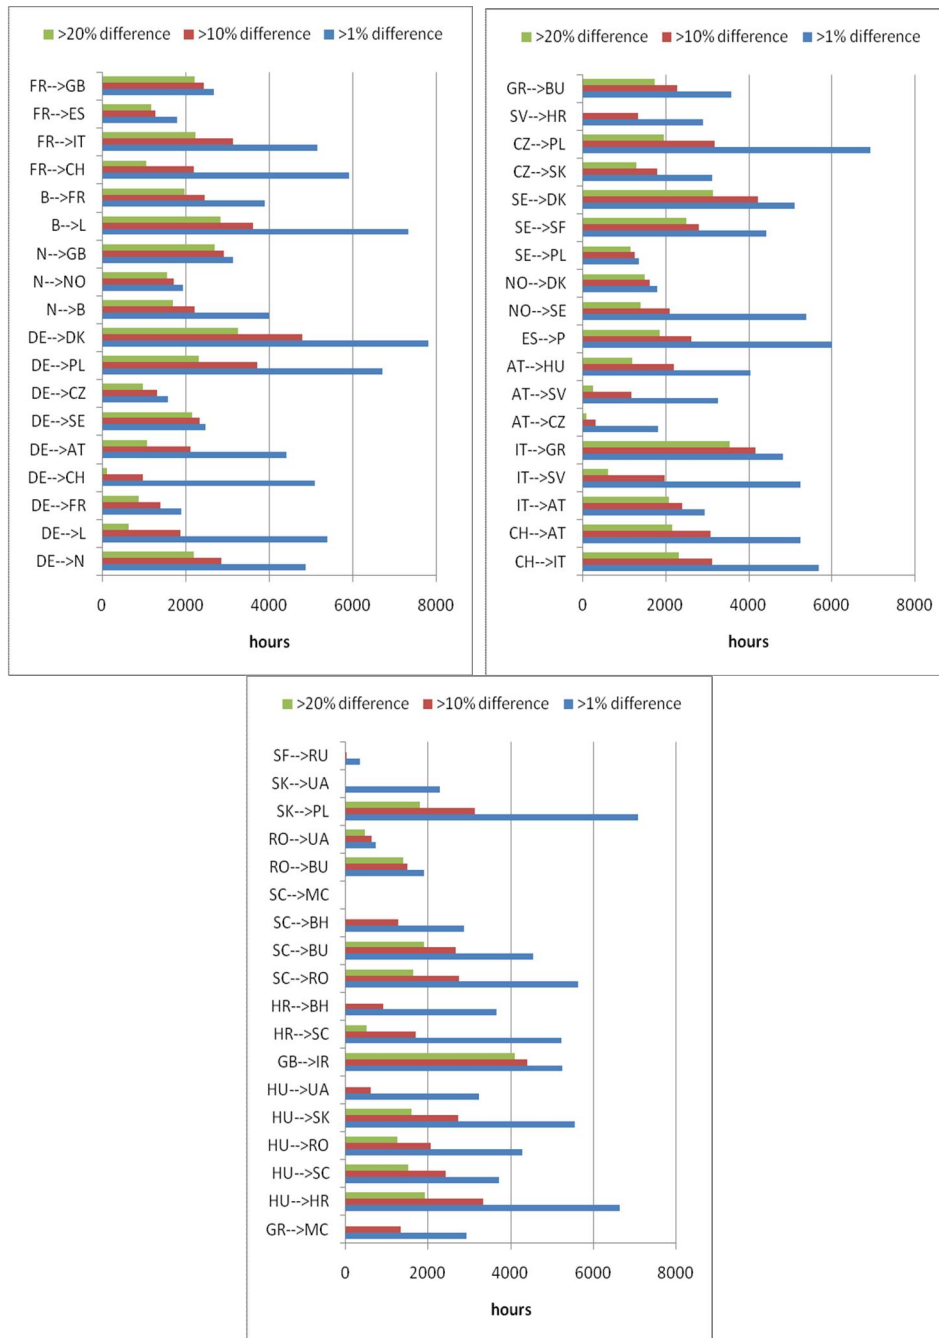 >20% difference >10% difference >1% difference
FR-->GB
FR-->ES
FR-->IT
FR-->CH
B-->FR
B-->L
N-->GB
N-->NO
N-->B
DE-->DK
DE-->PL
DE-->CZ
DE-->SE
DE-->AT
DE-->CH
DE-->FR
DE-->L
DE-->N
0 2000 4000 6000 8000
hours
>20% difference >10% difference >1% difference
GR-->BU
SV-->HR
CZ-->PL
CZ-->SK
SE-->DK
SE-->SF
SE-->PL
NO-->DK
NO-->SE
ES-->P
AT-->HU
AT-->SV
AT-->CZ
IT-->GR
IT-->SV
IT-->AT
CH-->AT
CH-->IT
0 2000 4000 6000 8000
hours
>20% difference >10% difference >1% difference
SF-->RU
SK-->UA
SK-->PL
RO-->UA
RO-->BU
SC-->MC
SC-->BH
SC-->BU
SC-->RO
HR-->BH
HR-->SC
GB-->IR
HU-->UA
HU-->SK
HU-->RO
HU-->SC
HU-->HR
GR-->MC
0 2000 4000 6000 8000
hours